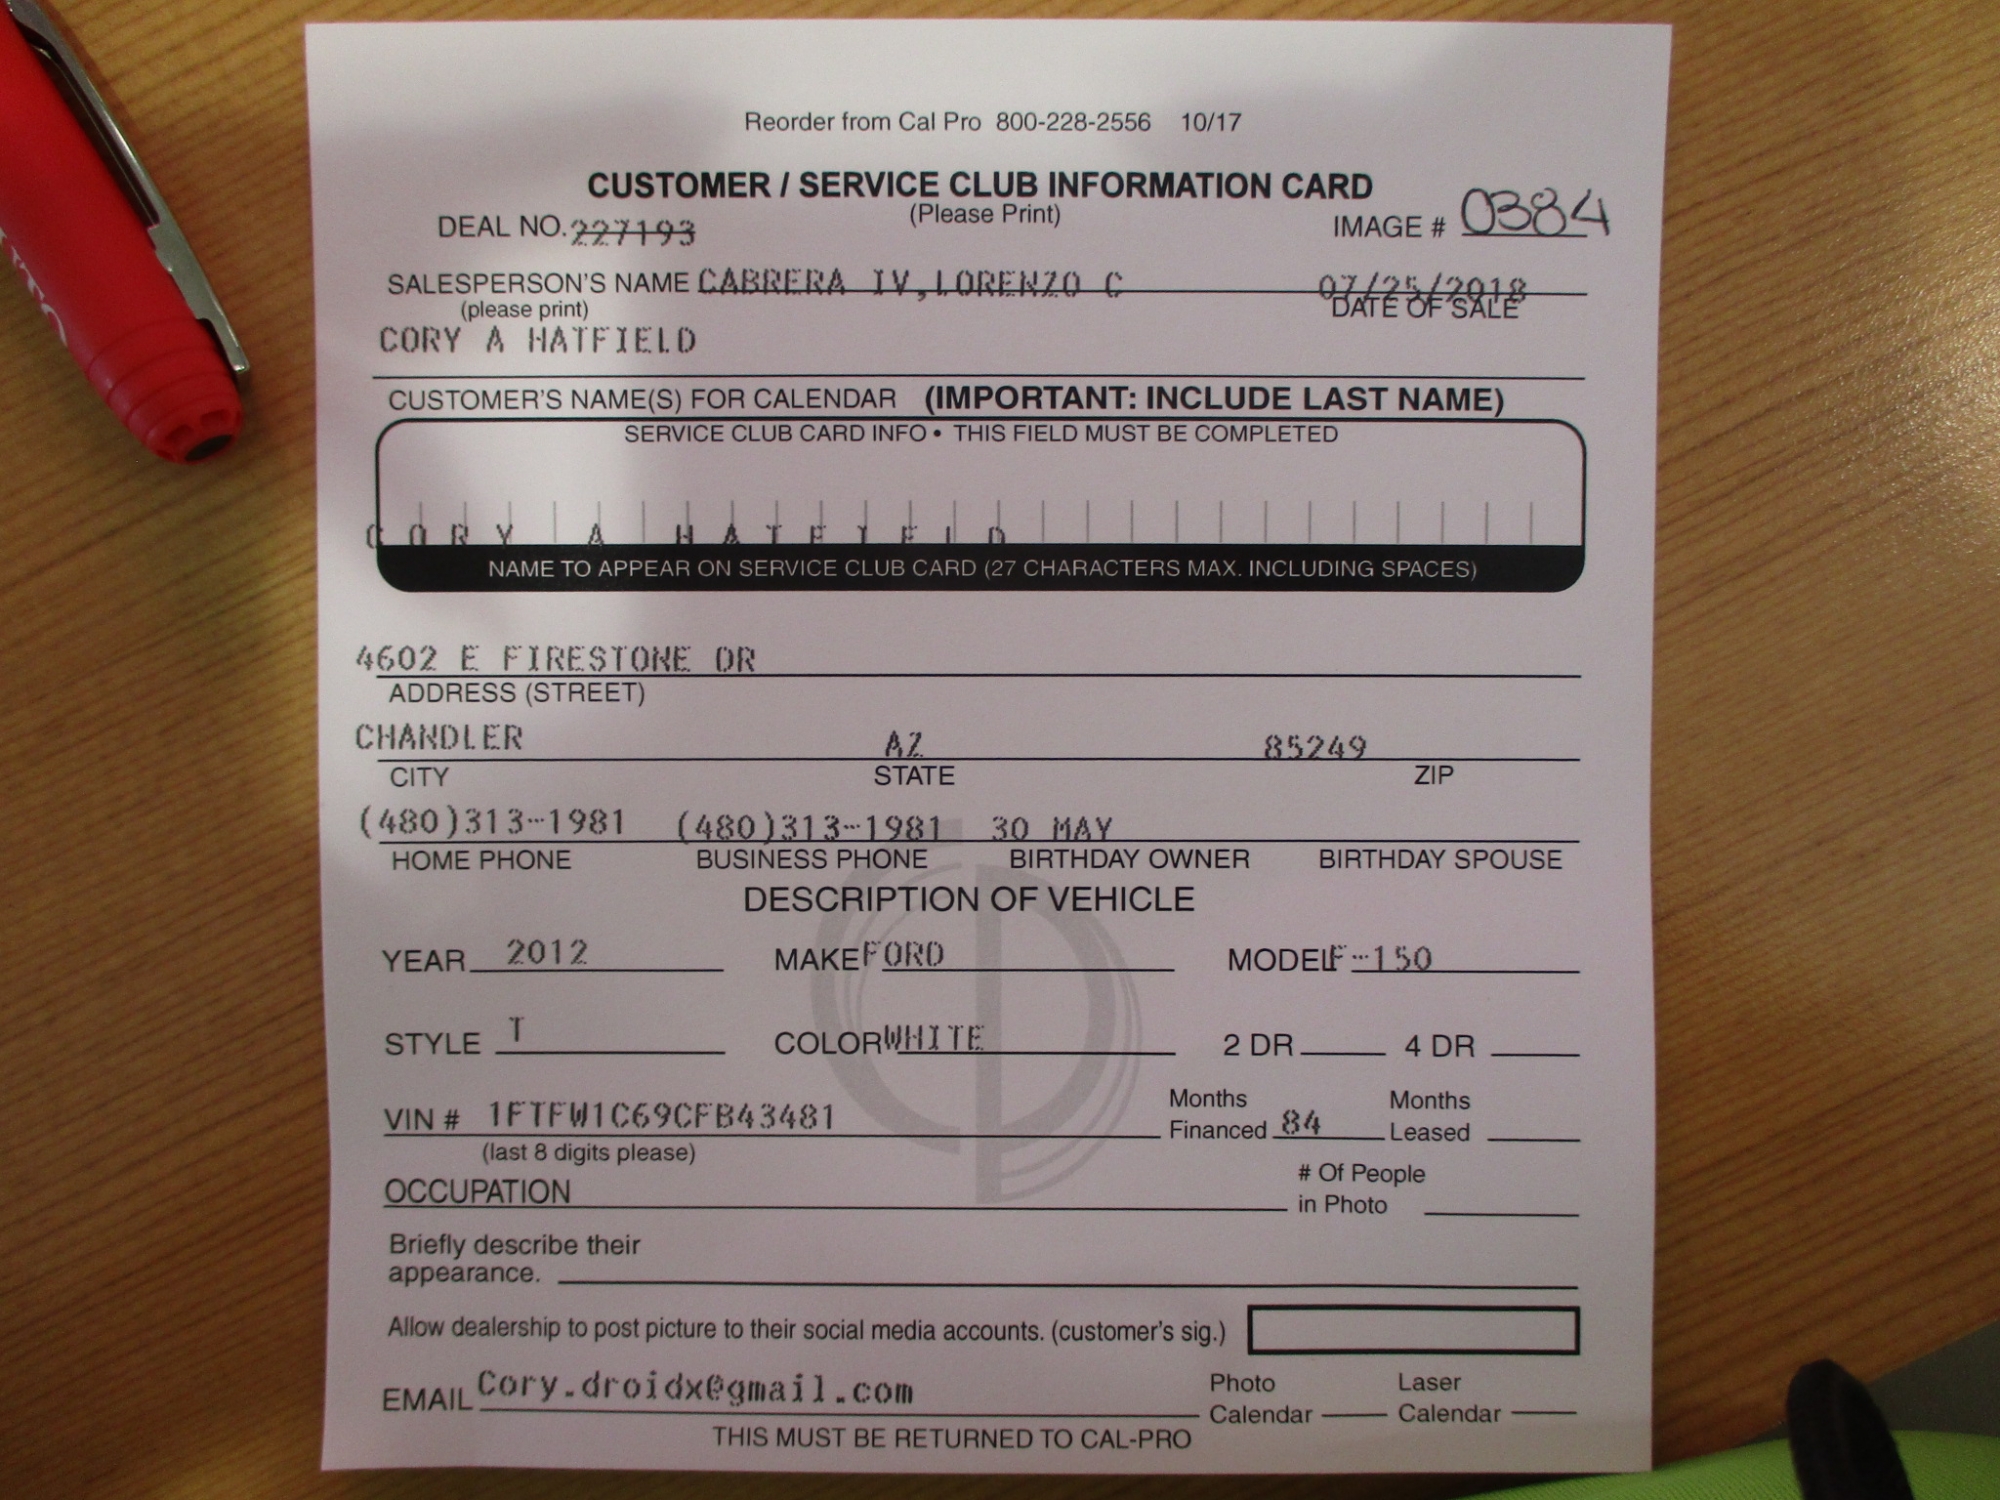 Reorder from Cal Pro 800-228-2556 10/17
CUSTOMER / SERVICE CLUB INFORMATION CARD
(Please Print)
DEAL NO. 227193 IMAGE # 0384
SALESPERSON'S NAME CABRERA IV,LORENZO C 07/25/2018
(please print) DATE OF SALE
CORY A HATFIELD
CUSTOMER'S NAME(S) FOR CALENDAR (IMPORTANT: INCLUDE LAST NAME)
SERVICE CLUB CARD INFO • THIS FIELD MUST BE COMPLETED
CORY A HATFIELD
NAME TO APPEAR ON SERVICE CLUB CARD (27 CHARACTERS MAX. INCLUDING SPACES)
4602 E FIRESTONE DR
ADDRESS (STREET)
CHANDLER AZ 85249
CITY STATE ZIP
(480)313-1981 (480)313-1981 30 MAY
HOME PHONE BUSINESS PHONE BIRTHDAY OWNER BIRTHDAY SPOUSE
DESCRIPTION OF VEHICLE
YEAR 2012 MAKE FORD MODEL F-150
STYLE T COLOR WHITE 2 DR 4 DR
VIN # 1FTFW1C69CFB43481 Months Financed 84 Months Leased
(last 8 digits please)
OCCUPATION # Of People in Photo
Briefly describe their
appearance.
Allow dealership to post picture to their social media accounts. (customer's sig.)
EMAIL Cory.droidx@gmail.com Photo Calendar Laser Calendar
THIS MUST BE RETURNED TO CAL-PRO